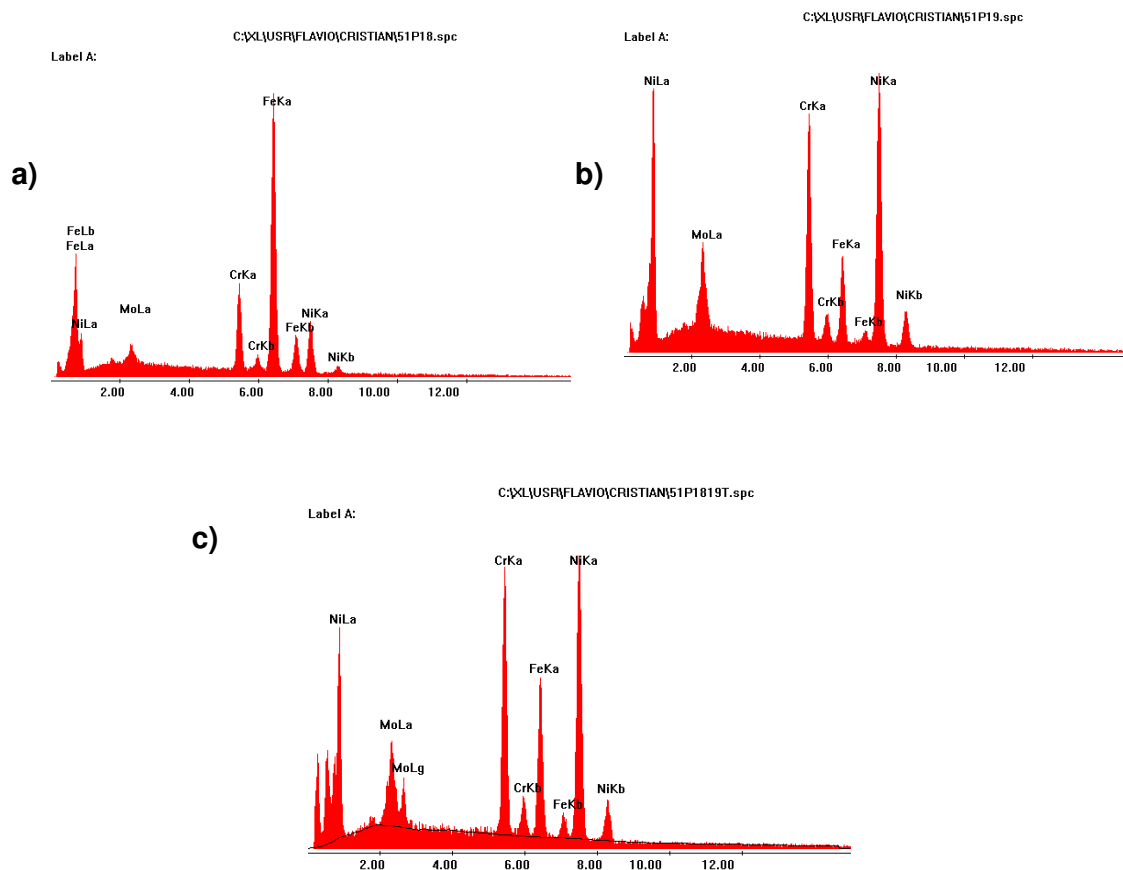 C:\XL\USR\FLAVIO\CRISTIAN\51P18.spc
Label A:
a)
FeKa
FeLb
FeLa
CrKa
MoLa
NiKa
NiLa
FeKb
CrKb
NiKb
2.00 4.00 6.00 8.00 10.00 12.00
C:\XL\USR\FLAVIO\CRISTIAN\51P19.spc
Label A:
b)
NiLa
NiKa
CrKa
MoLa
FeKa
CrKb
NiKb
FeKb
2.00 4.00 6.00 8.00 10.00 12.00
C:\XL\USR\FLAVIO\CRISTIAN\51P1819T.spc
Label A:
c)
CrKa
NiKa
NiLa
FeKa
MoLa
MoLg
CrKb
NiKb
FeKb
2.00 4.00 6.00 8.00 10.00 12.00